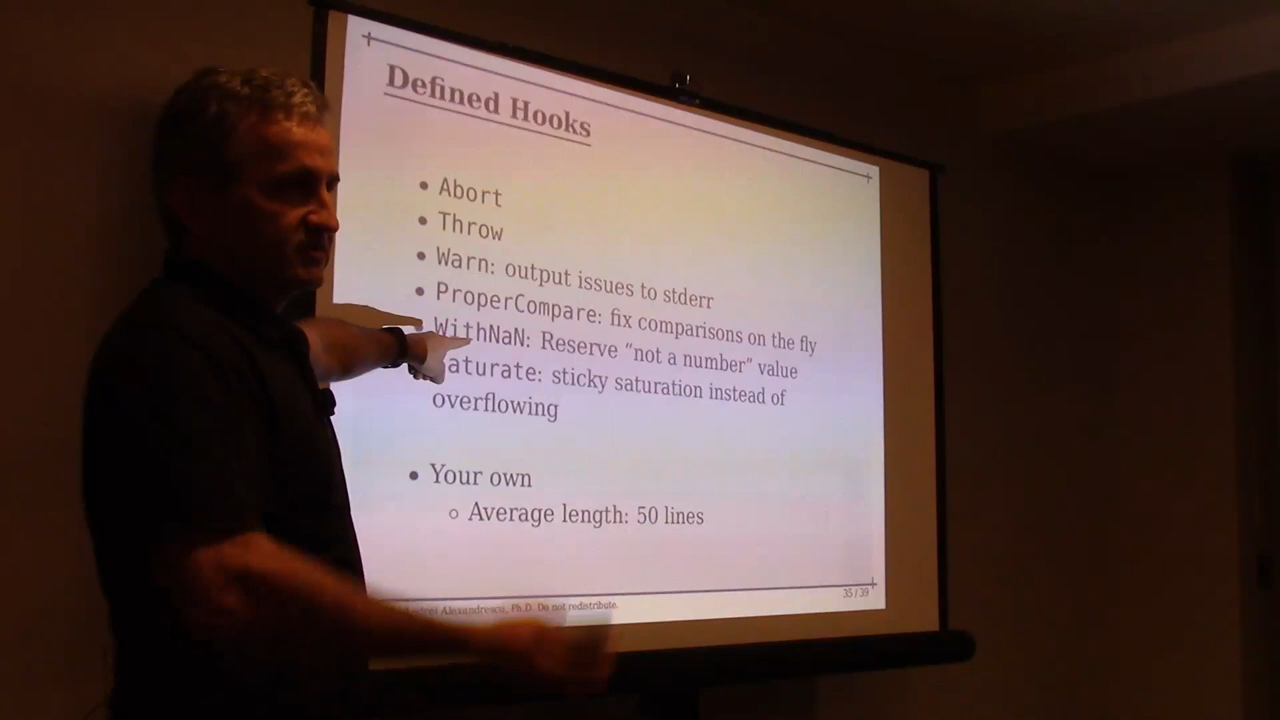 Defined Hooks
• Abort
• Throw
• Warn: output issues to stderr
• ProperCompare: fix comparisons on the fly
WithNaN: Reserve “not a number” value
aturate: sticky saturation instead of
overflowing
• Your own
○ Average length: 50 lines
Andrei Alexandrescu, Ph.D. Do not redistribute.
35 / 39